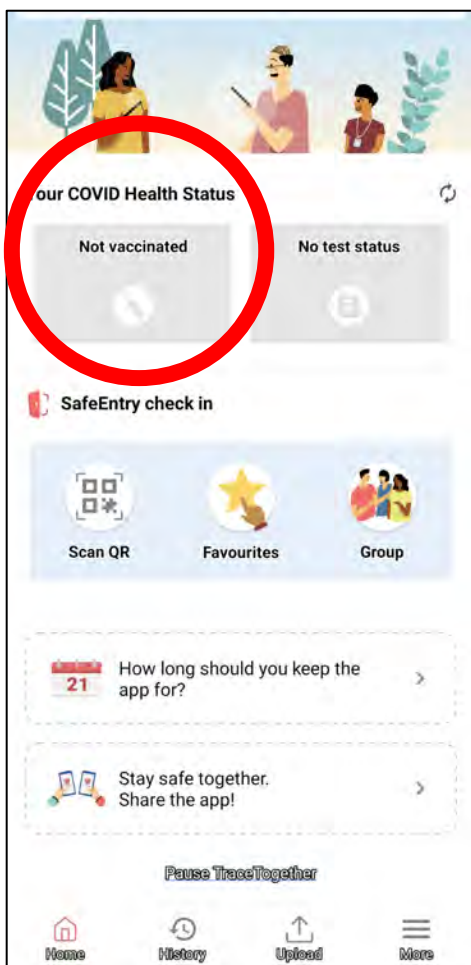 our COVID Health Status
Not vaccinated
No test status
SafeEntry check in
Scan QR
Favourites
Group
21
How long should you keep the
app for?
Stay safe together.
Share the app!
Pause TraceTogether
Home
History
Upload
More